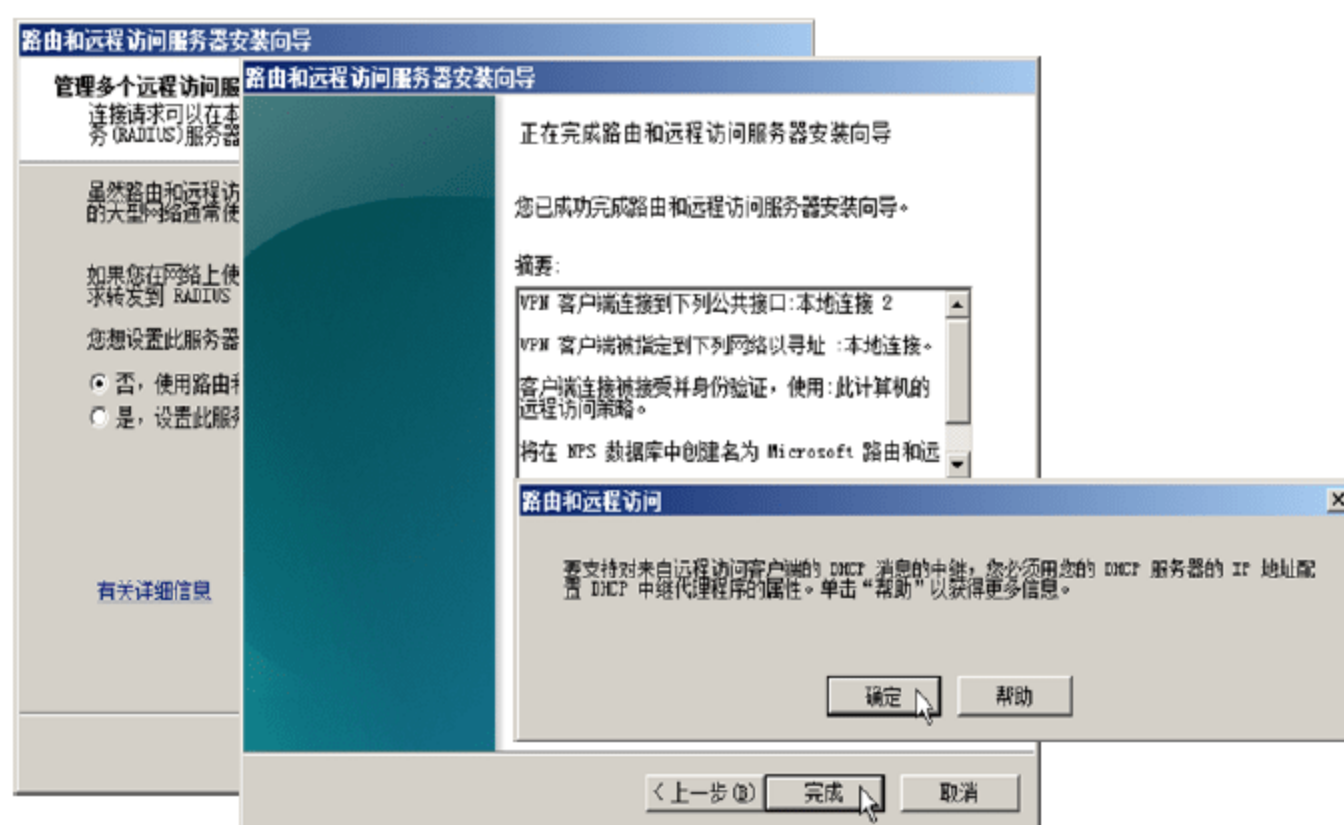 路由和远程访问服务器安装向导
管理多个远程访问服
连接请求可以在本
务(RADIUS)服务器
虽然路由和远程访
的大型网络通常使
如果您在网络上使
求转发到 RADIUS
您想设置此服务器
否，使用路由和
是，设置此服务
有关详细信息
路由和远程访问服务器安装向导
正在完成路由和远程访问服务器安装向导
您已成功完成路由和远程访问服务器安装向导。
摘要:
VPN 客户端连接到下列公共接口:本地连接 2
VPN 客户端被指定到下列网络以寻址 :本地连接。
客户端连接被接受并身份验证，使用:此计算机的
远程访问策略。
将在 NPS 数据库中创建名为 Microsoft 路由和远
路由和远程访问
要支持对来自远程访问客户端的 DHCP 消息的中继，您必须用您的 DHCP 服务器的 IP 地址配
置 DHCP 中继代理程序的属性。单击“帮助”以获得更多信息。
确定
帮助
<上一步(B)
完成
取消